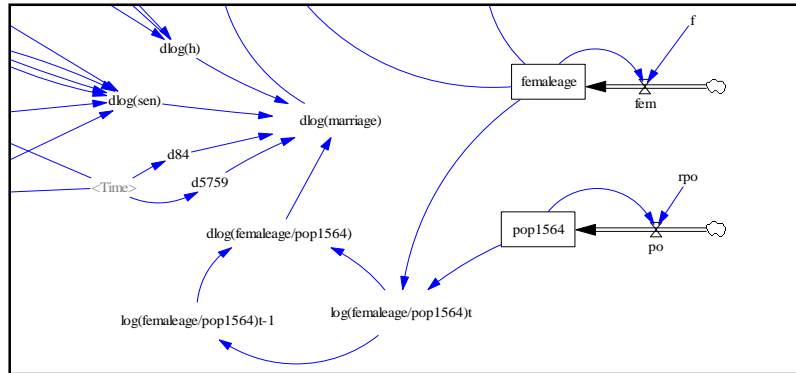 f
dlog(h)
femaleage
dlog(sen)
fem
dlog(marriage)
d84
<Time>
d5759
rpo
dlog(femaleage/pop1564)
pop1564
po
log(femaleage/pop1564)t-1
log(femaleage/pop1564)t